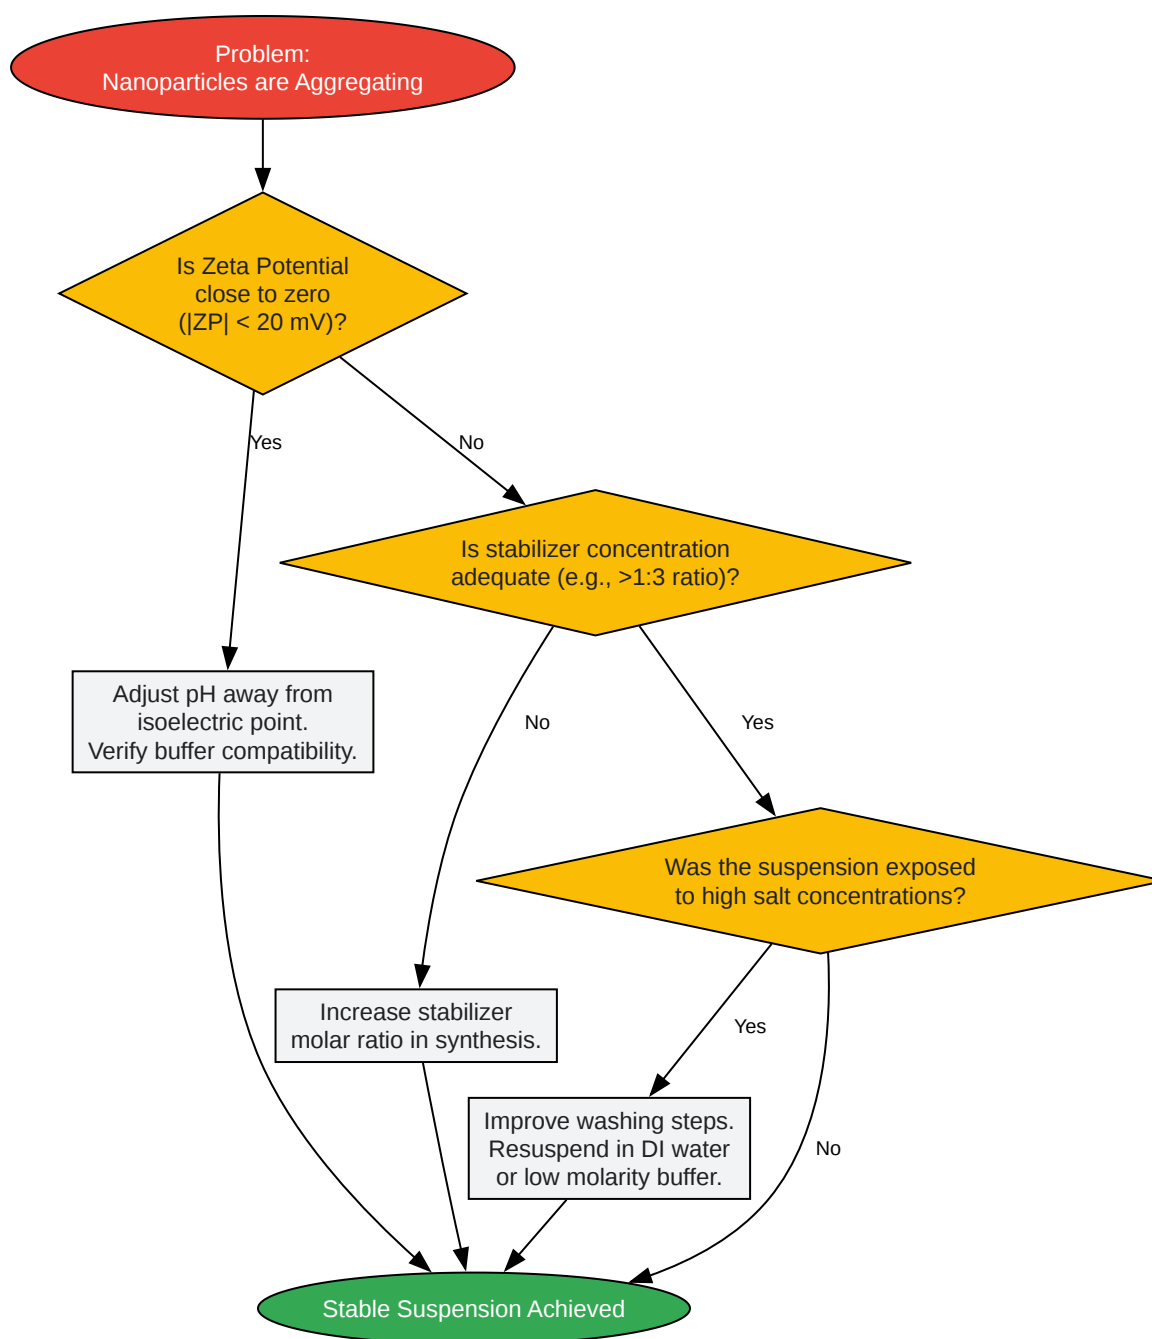 Problem:
Nanoparticles are Aggregating
Is Zeta Potential
close to zero
(|ZP| < 20 mV)?
Yes
No
Is stabilizer concentration
adequate (e.g., >1:3 ratio)?
Adjust pH away from
isoelectric point.
Verify buffer compatibility.
No
Yes
Was the suspension exposed
to high salt concentrations?
Increase stabilizer
molar ratio in synthesis.
Yes
Improve washing steps.
Resuspend in DI water
or low molarity buffer.
No
Stable Suspension Achieved